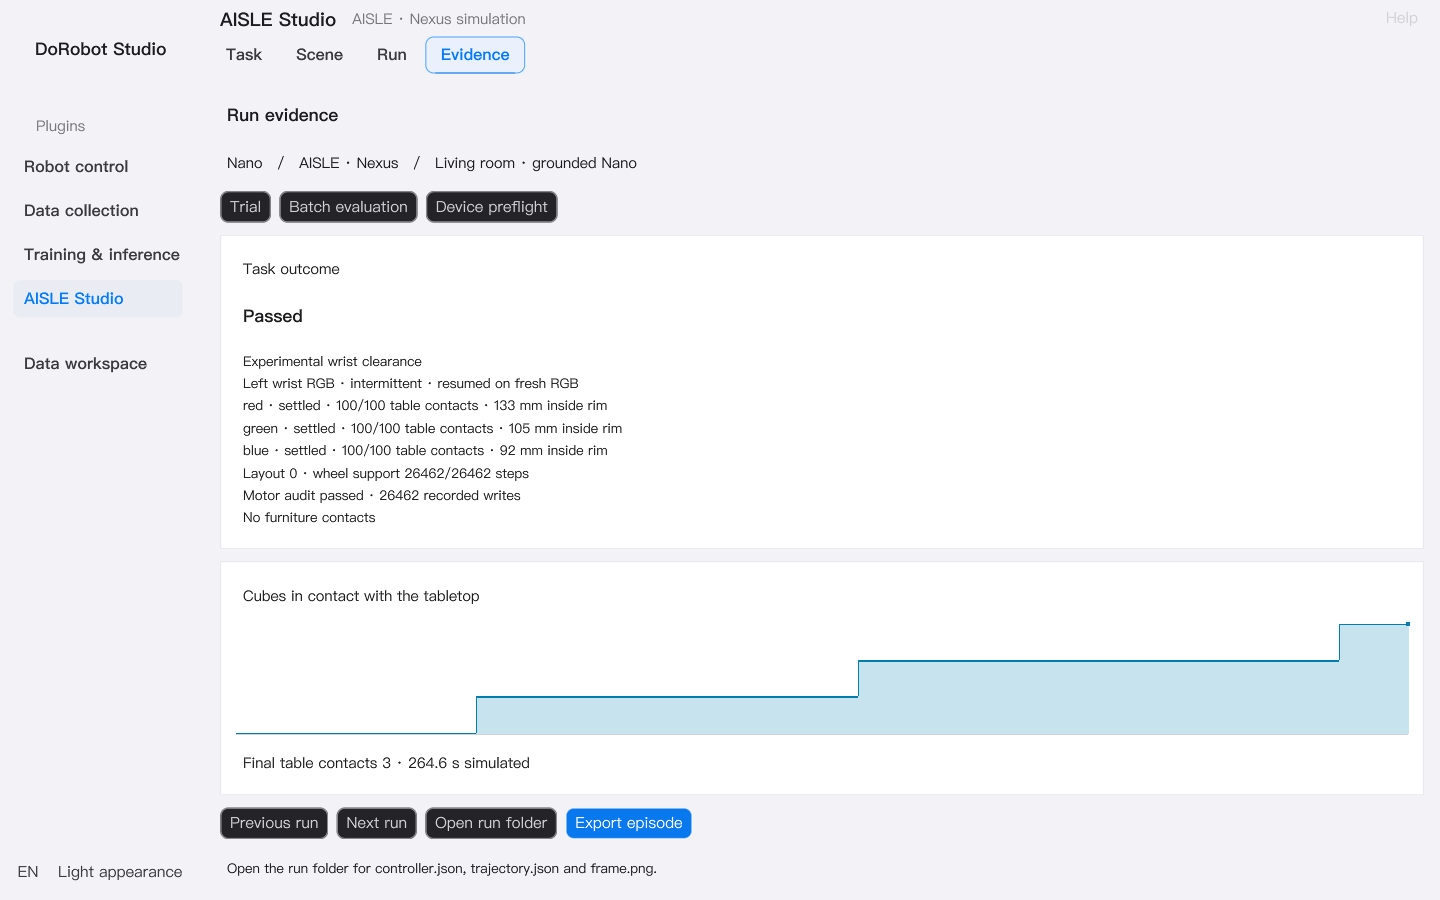 AISLE Studio AISLE · Nexus simulation
Help
DoRobot Studio
Task Scene Run Evidence
Plugins
Robot control
Data collection
Training & inference
AISLE Studio
Data workspace
EN Light appearance
Run evidence
Nano / AISLE · Nexus / Living room · grounded Nano
Trial Batch evaluation Device preflight
Task outcome
Passed
Experimental wrist clearance
Left wrist RGB · intermittent · resumed on fresh RGB
red · settled · 100/100 table contacts · 133 mm inside rim
green · settled · 100/100 table contacts · 105 mm inside rim
blue · settled · 100/100 table contacts · 92 mm inside rim
Layout 0 · wheel support 26462/26462 steps
Motor audit passed · 26462 recorded writes
No furniture contacts
Cubes in contact with the tabletop
Final table contacts 3 · 264.6 s simulated
Previous run Next run Open run folder Export episode
Open the run folder for controller.json, trajectory.json and frame.png.